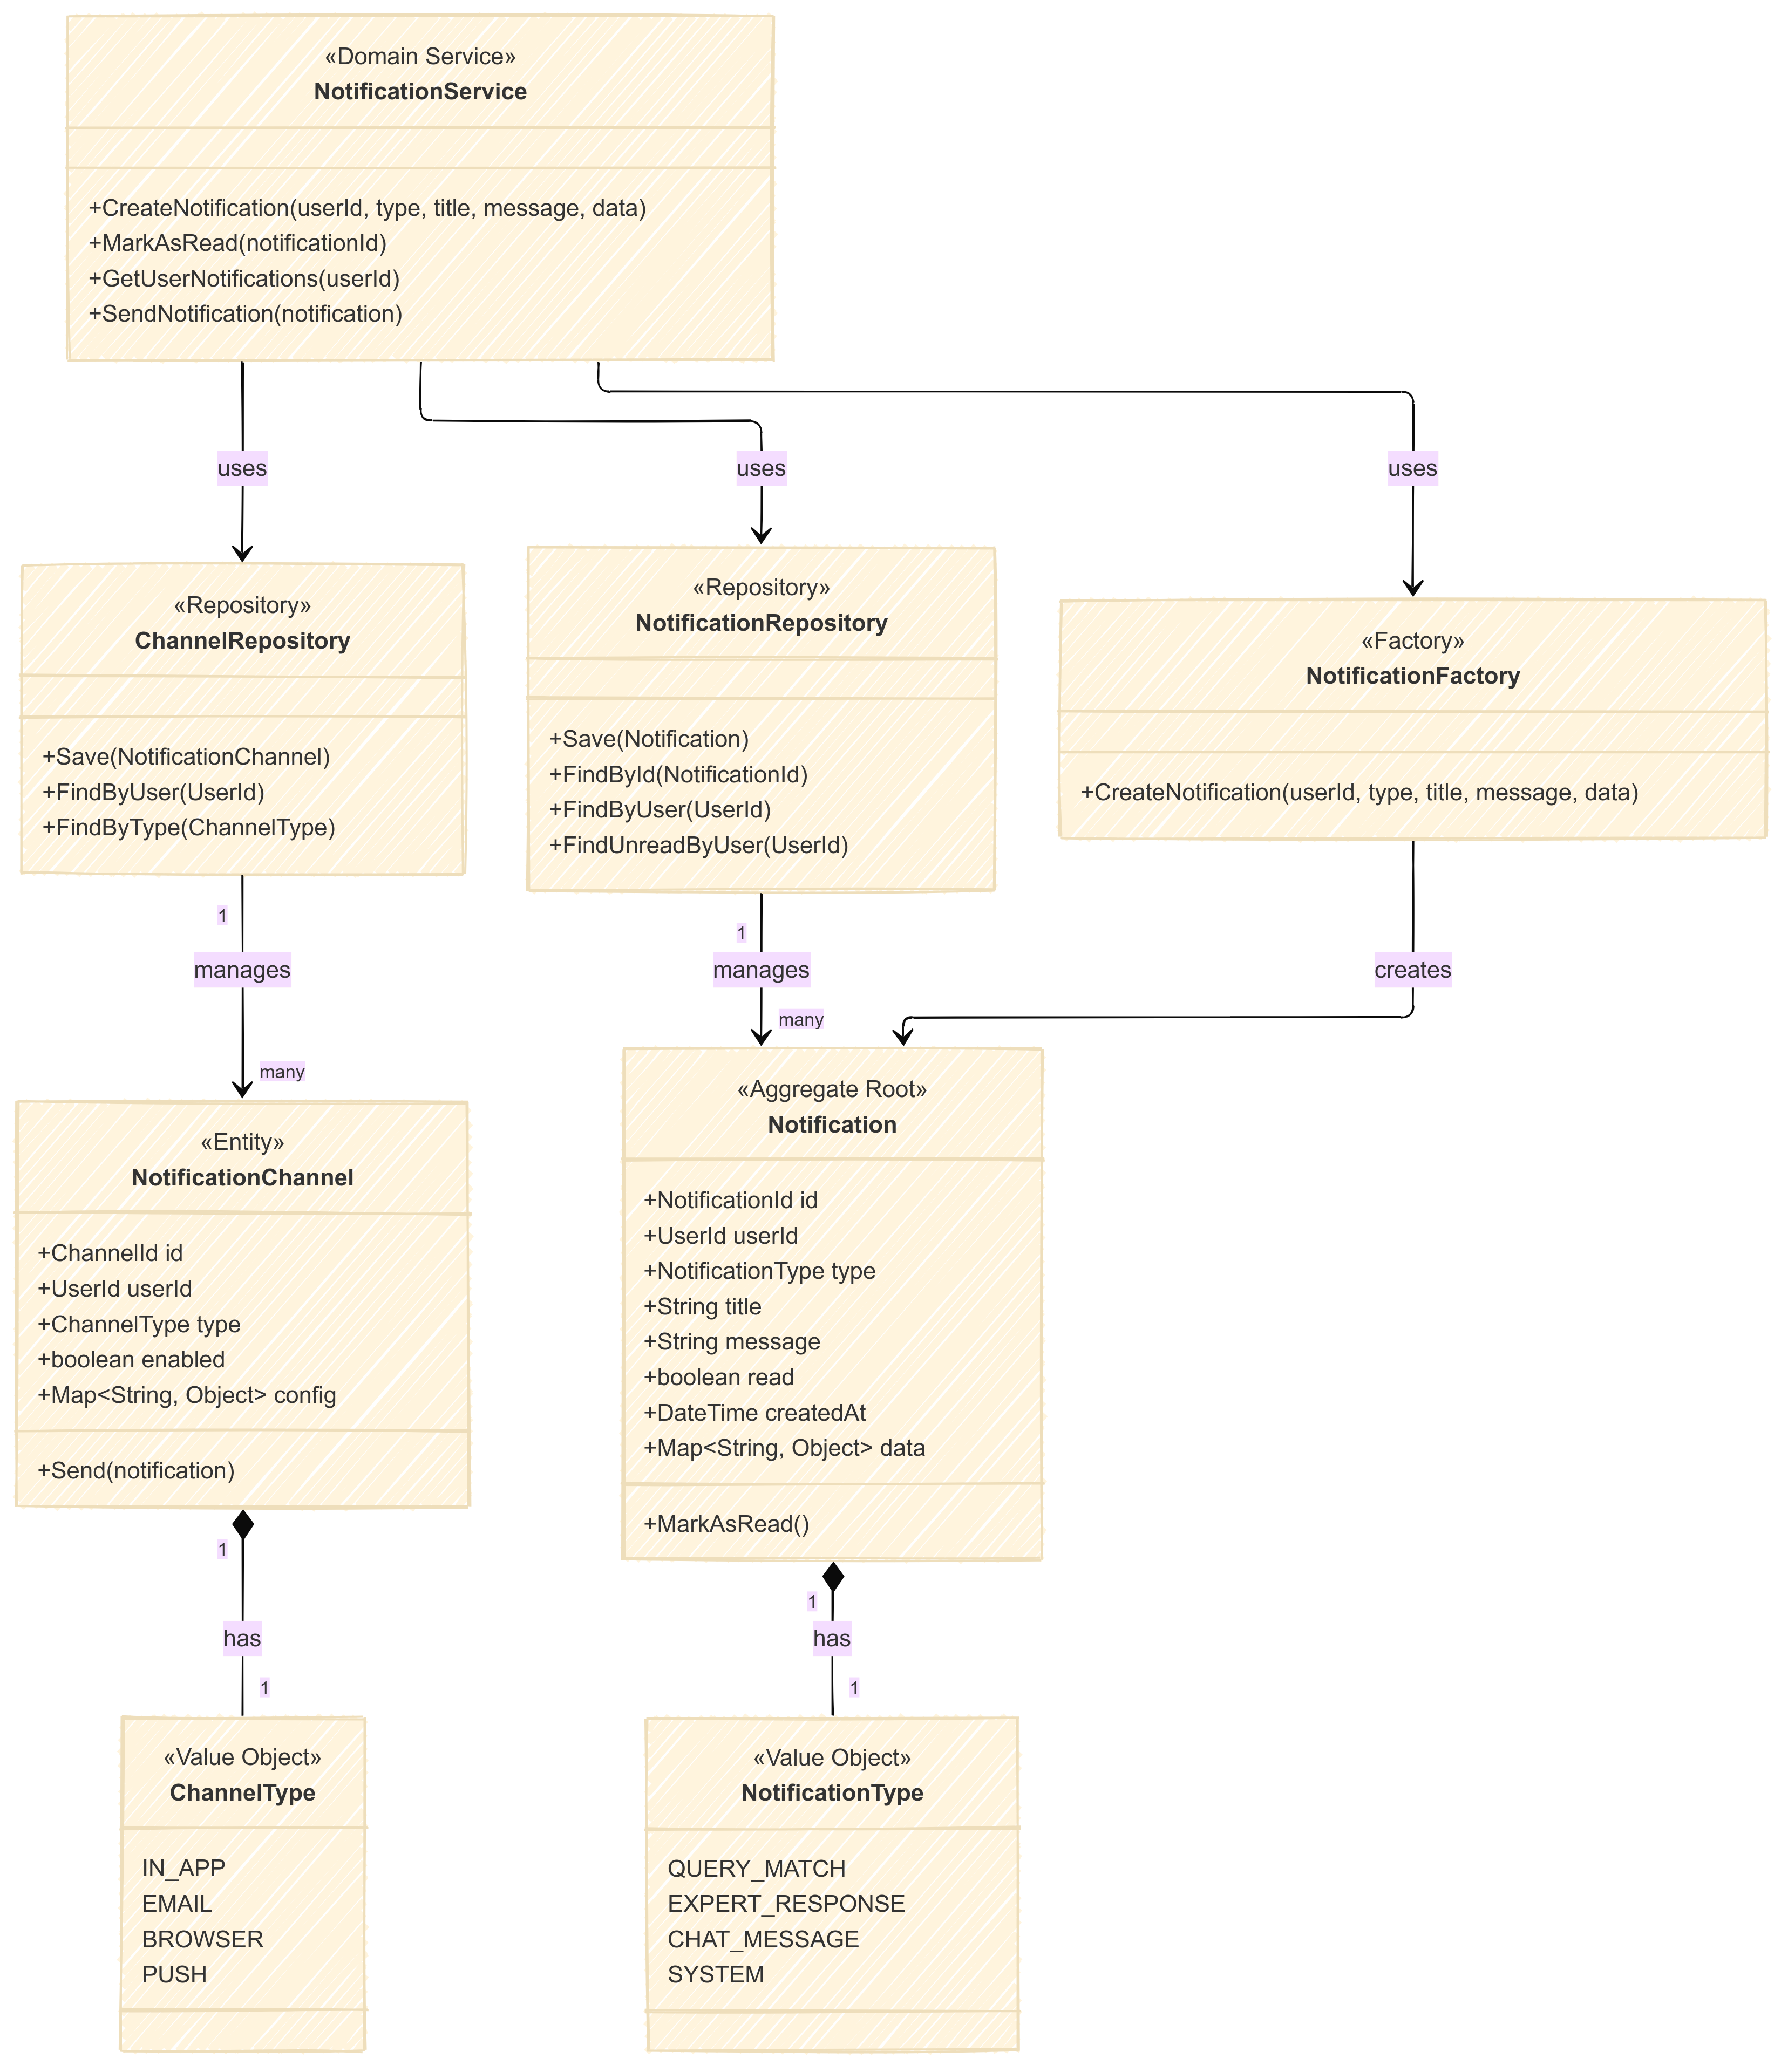 «Domain Service»
NotificationService
+CreateNotification(userId, type, title, message, data)
+MarkAsRead(notificationId)
+GetUserNotifications(userId)
+SendNotification(notification)
uses
uses
uses
«Repository»
ChannelRepository
+Save(NotificationChannel)
+FindByUser(UserId)
+FindByType(ChannelType)
«Repository»
NotificationRepository
+Save(Notification)
+FindById(NotificationId)
+FindByUser(UserId)
+FindUnreadByUser(UserId)
«Factory»
NotificationFactory
+CreateNotification(userId, type, title, message, data)
1
manages
many
1
manages
many
creates
«Entity»
NotificationChannel
+ChannelId id
+UserId userId
+ChannelType type
+boolean enabled
+Map<String, Object> config
+Send(notification)
«Aggregate Root»
Notification
+NotificationId id
+UserId userId
+NotificationType type
+String title
+String message
+boolean read
+DateTime createdAt
+Map<String, Object> data
+MarkAsRead()
1
has
1
1
has
1
«Value Object»
ChannelType
IN_APP
EMAIL
BROWSER
PUSH
«Value Object»
NotificationType
QUERY_MATCH
EXPERT_RESPONSE
CHAT_MESSAGE
SYSTEM